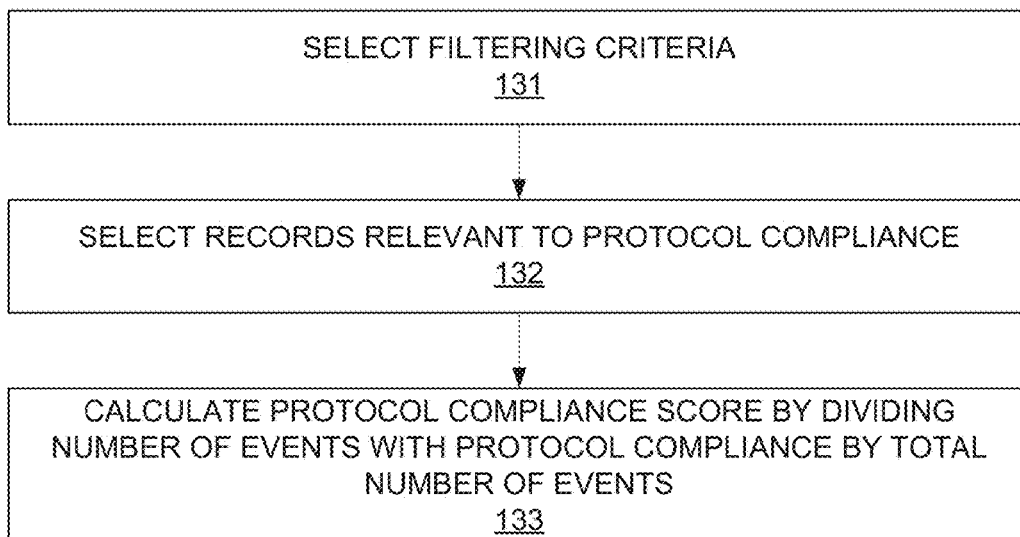 SELECT FILTERING CRITERIA
131
SELECT RECORDS RELEVANT TO PROTOCOL COMPLIANCE
132
CALCULATE PROTOCOL COMPLIANCE SCORE BY DIVIDING
NUMBER OF EVENTS WITH PROTOCOL COMPLIANCE BY TOTAL
NUMBER OF EVENTS
133